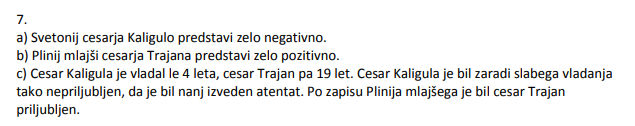 7.
a) Svetonij cesarja Kaligulo predstavi zelo negativno.
b) Plinij mlajši cesarja Trajana predstavi zelo pozitivno.
c) Cesar Kaligula je vladal le 4 leta, cesar Trajan pa 19 let. Cesar Kaligula je bil zaradi slabega vladanja
tako nepriljubljen, da je bil nanj izveden atentat. Po zapisu Plinija mlajšega je bil cesar Trajan
priljubljen.